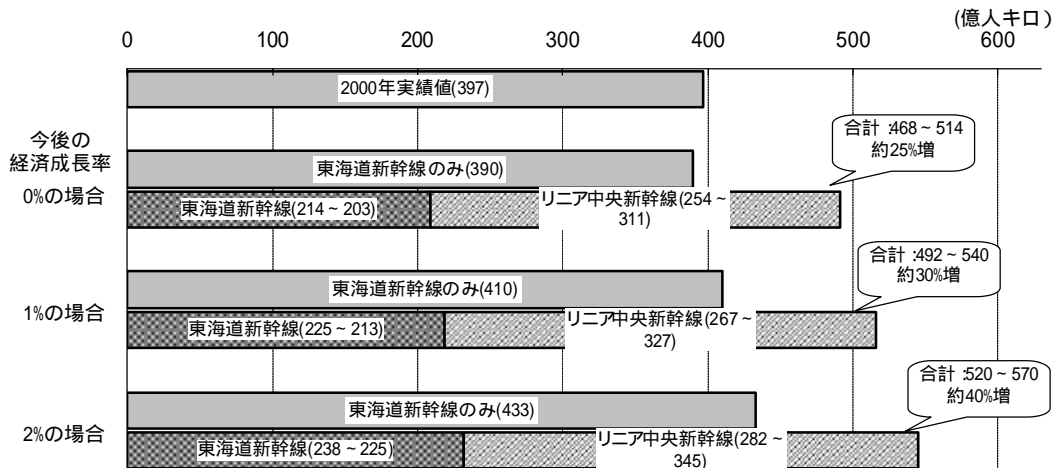 (億人キロ)
0 100 200 300 400 500 600
2000年実績値(397)
今後の
経済成長率
合計:468～514
約25%増
東海道新幹線のみ(390)
0%の場合
東海道新幹線(214～203)
リニア中央新幹線(254～
311)
合計:492～540
約30%増
東海道新幹線のみ(410)
1%の場合
東海道新幹線(225～213)
リニア中央新幹線(267～
327)
合計:520～570
約40%増
東海道新幹線のみ(433)
2%の場合
東海道新幹線(238～225)
リニア中央新幹線(282～
345)